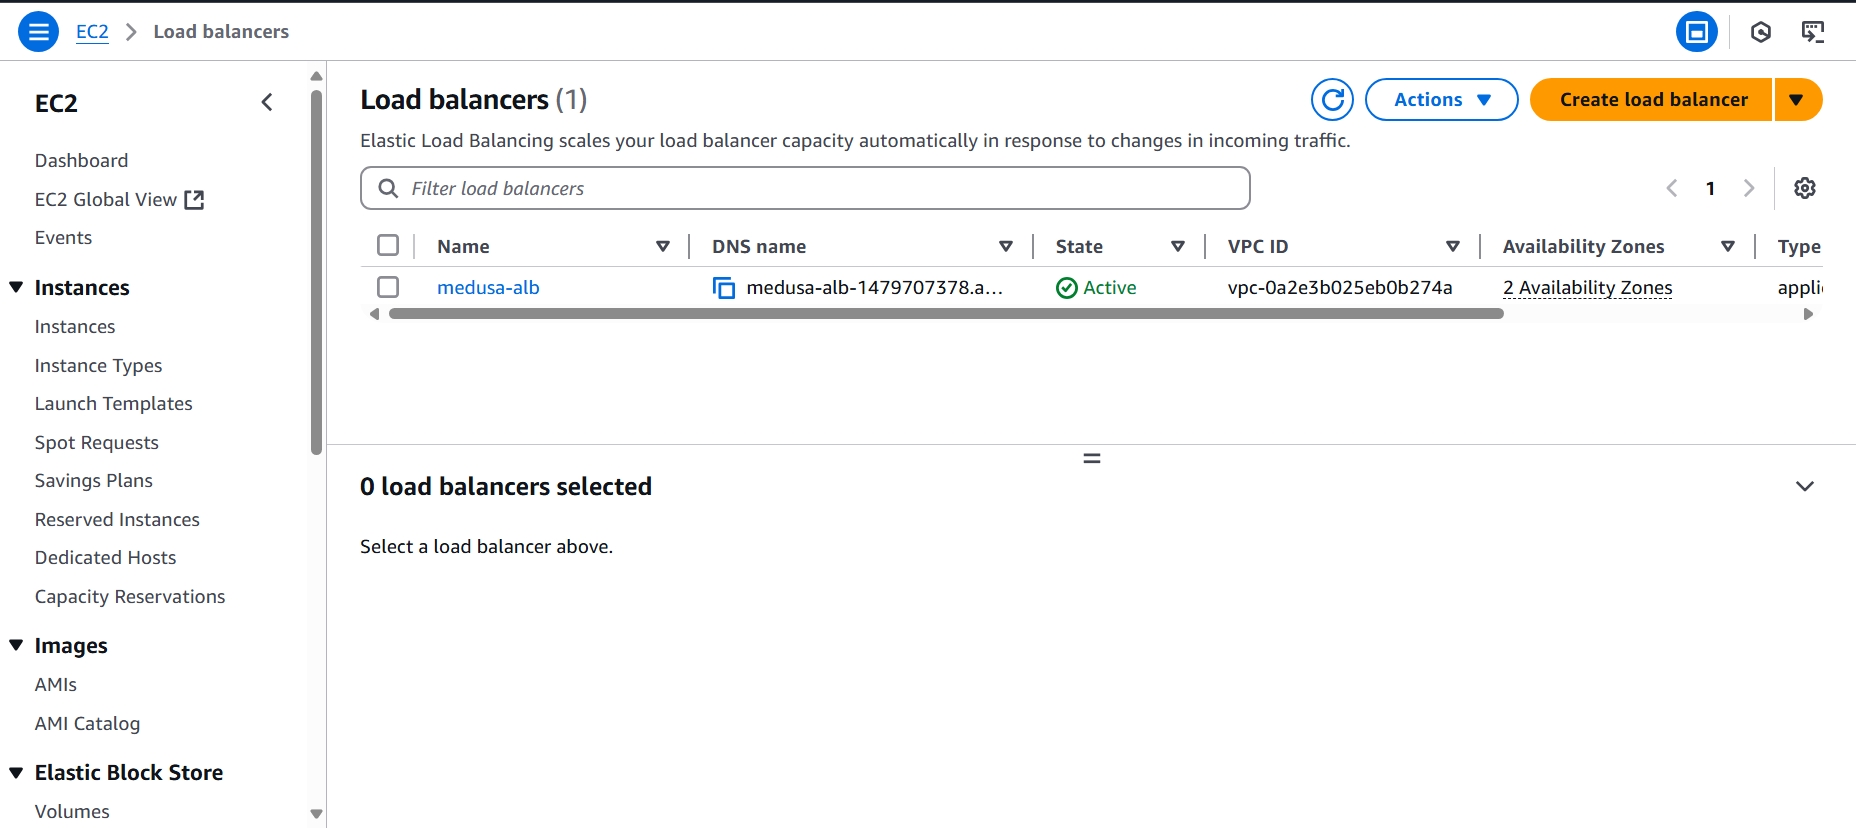 EC2 > Load balancers
EC2
Dashboard
EC2 Global View
Events
Instances
Instances
Instance Types
Launch Templates
Spot Requests
Savings Plans
Reserved Instances
Dedicated Hosts
Capacity Reservations
Images
AMIs
AMI Catalog
Elastic Block Store
Volumes
Load balancers (1)
Actions
Create load balancer
Elastic Load Balancing scales your load balancer capacity automatically in response to changes in incoming traffic.
Filter load balancers
1
Name DNS name State VPC ID Availability Zones Type
medusa-alb medusa-alb-1479707378.a... Active vpc-0a2e3b025eb0b274a 2 Availability Zones appli
0 load balancers selected
Select a load balancer above.